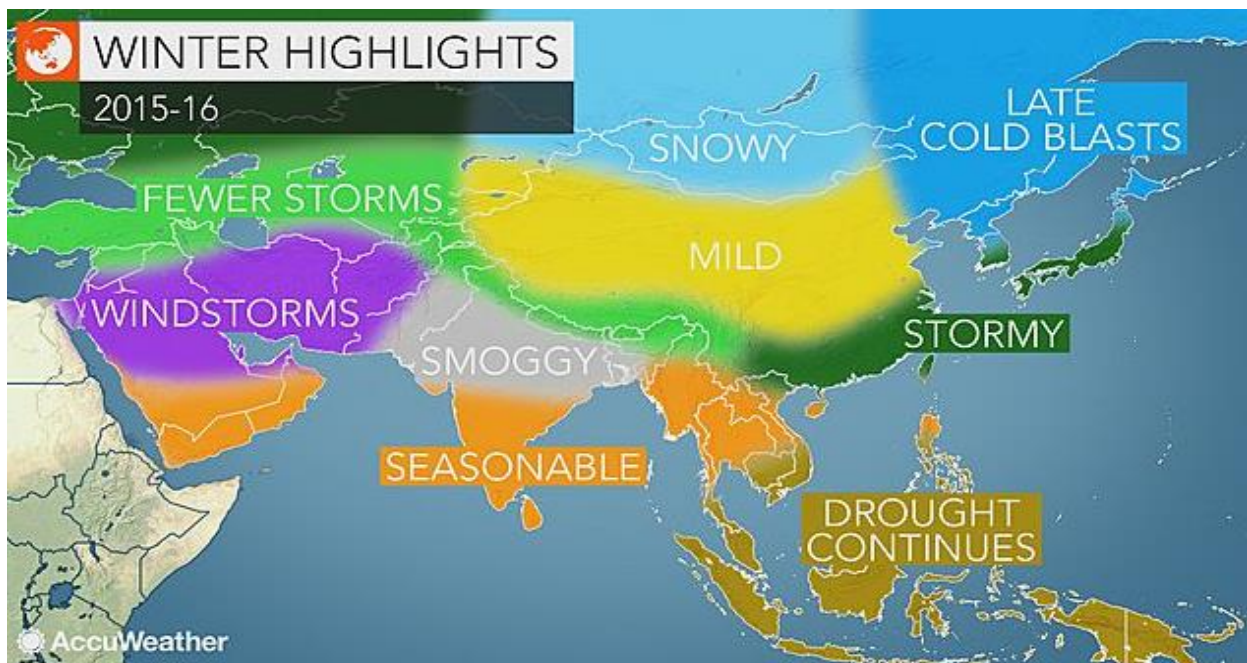 WINTER HIGHLIGHTS
2015-16
LATE
COLD BLASTS
SNOWY
FEWER STORMS
MILD
WINDSTORMS
STORMY
SMOGGY
SEASONABLE
DROUGHT
CONTINUES
AccuWeather